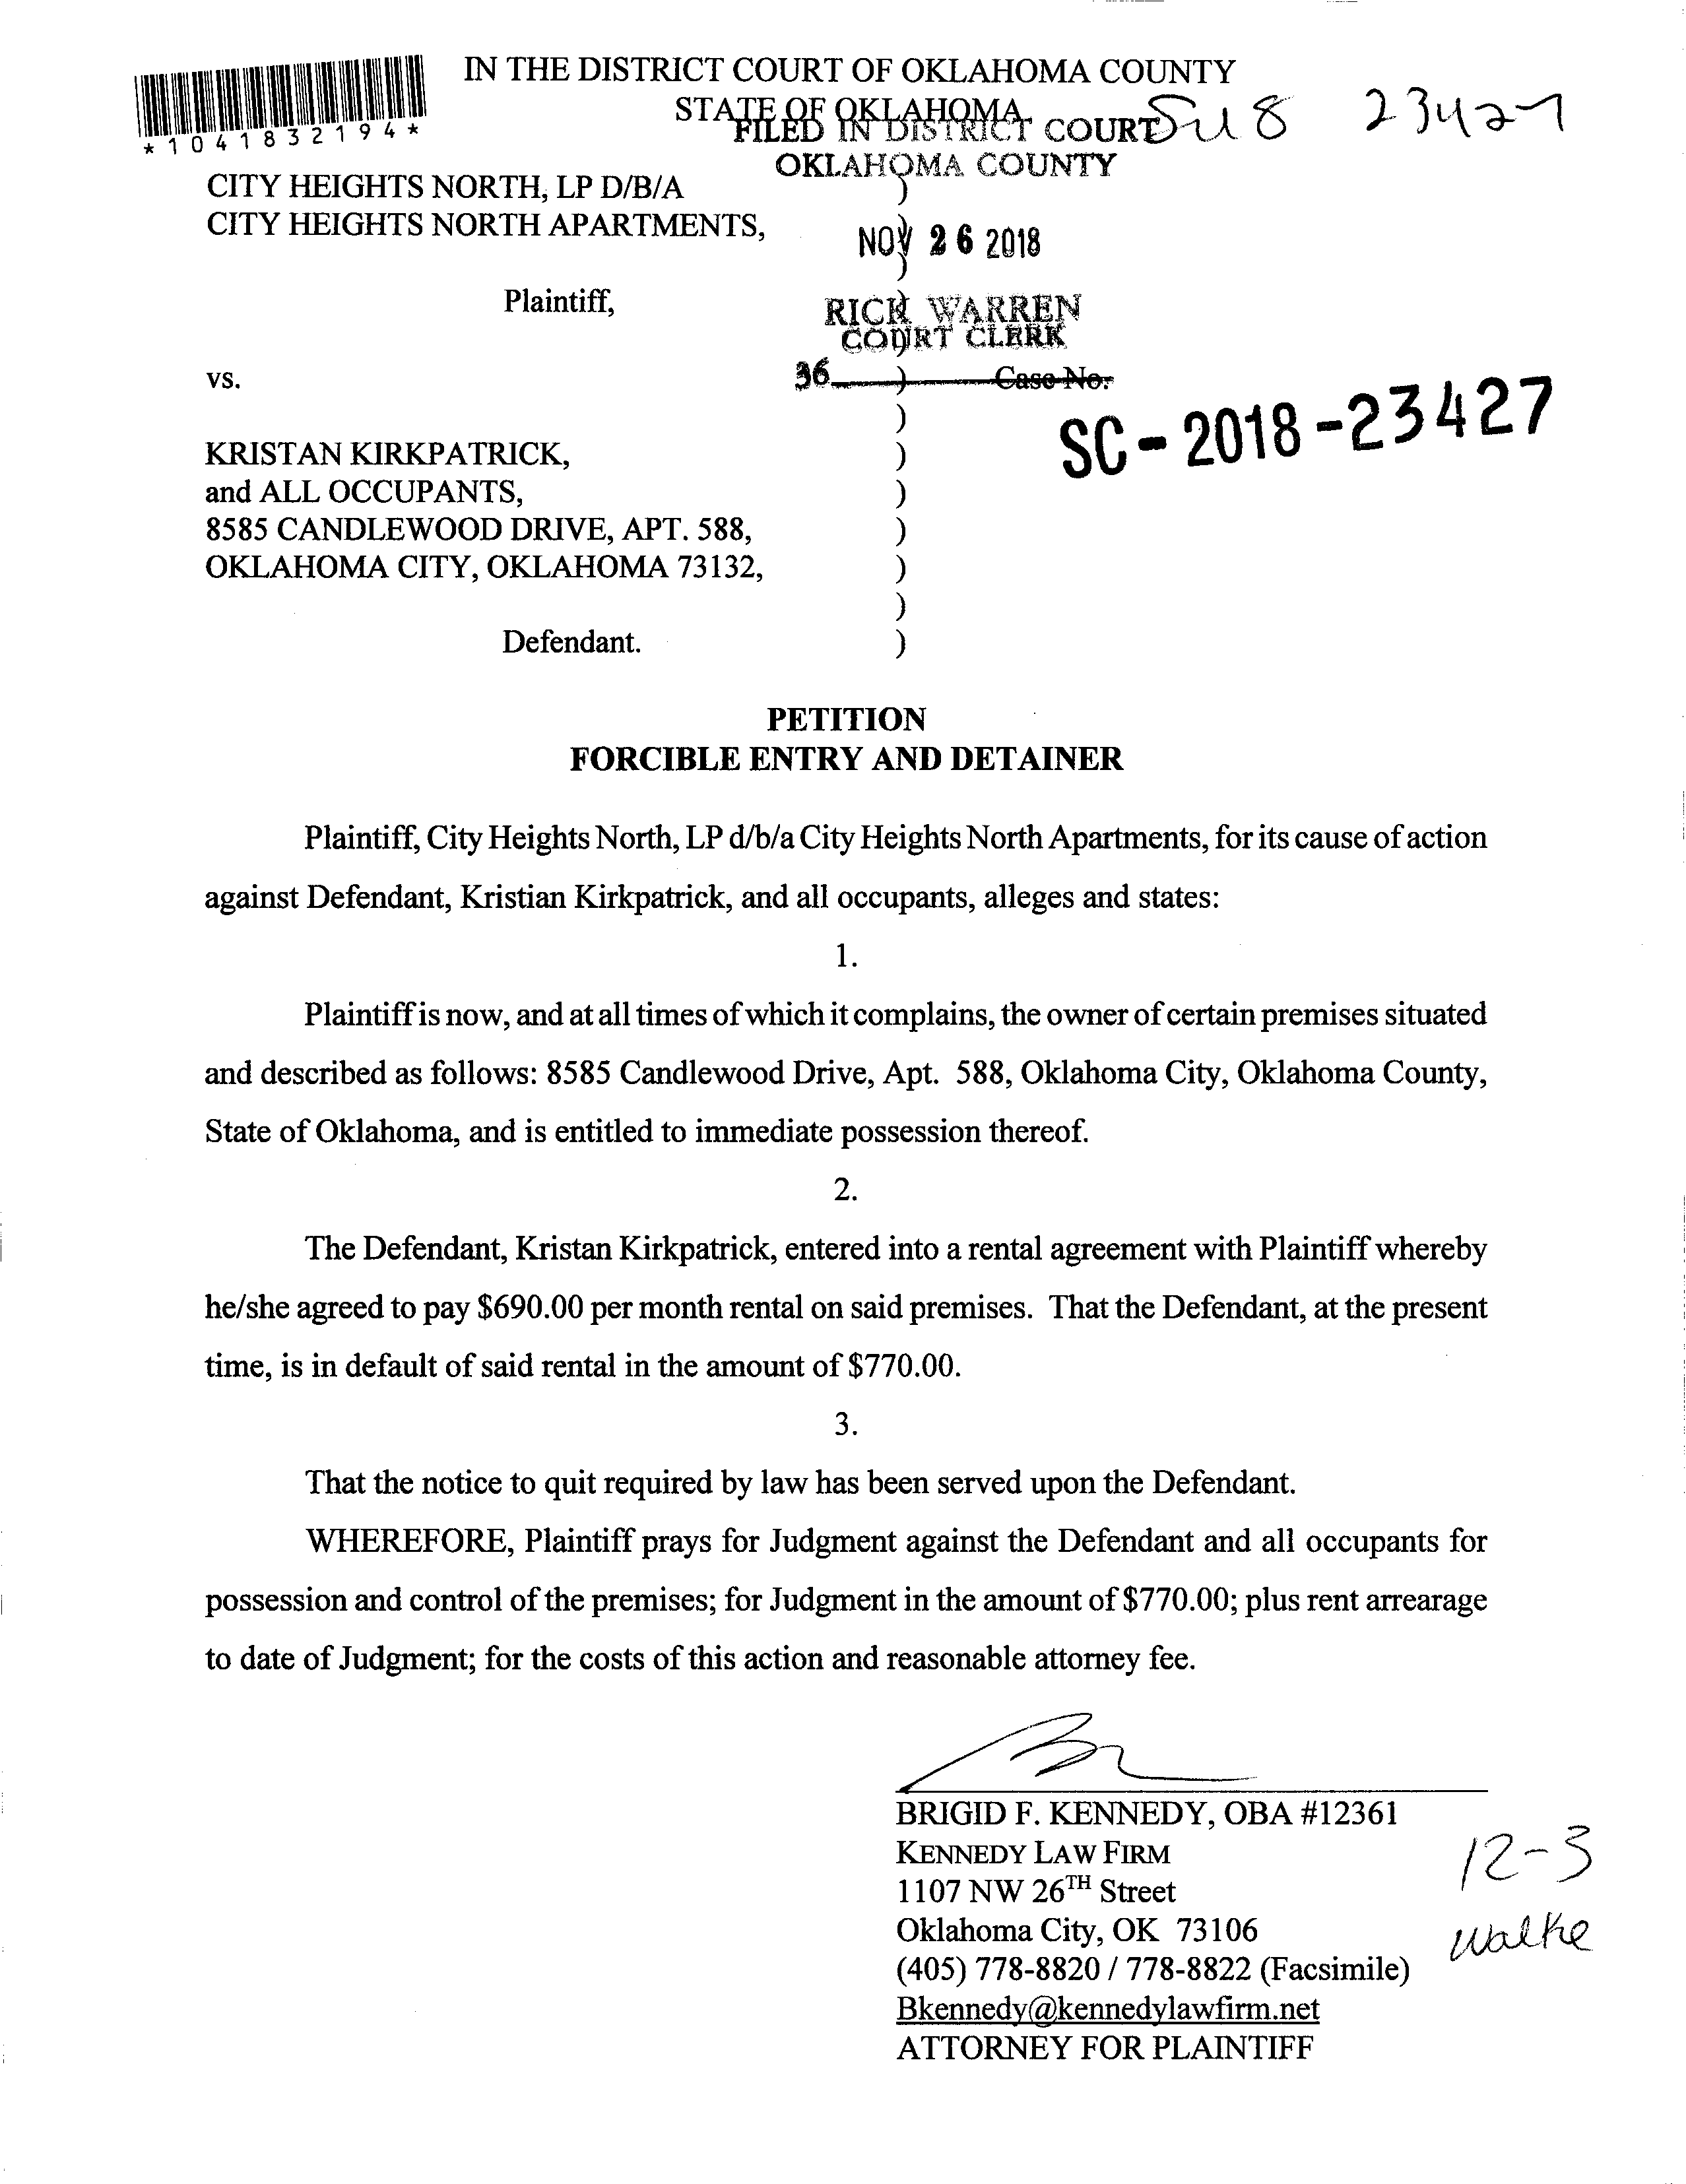 IN THE DISTRICT COURT OF OKLAHOMA COUNTY
STATE OF OKLAHOMA
FILED IN DISTRICT COURT
OKLAHOMA COUNTY
23427
*1041832194*
CITY HEIGHTS NORTH, LP D/B/A )
CITY HEIGHTS NORTH APARTMENTS, )
NOV 26 2018
)
Plaintiff, )
RICK WARREN
COURT CLERK
)
vs. ) Case No.
36
)
SC-2018-23427
KRISTAN KIRKPATRICK, )
and ALL OCCUPANTS, )
8585 CANDLEWOOD DRIVE, APT. 588, )
OKLAHOMA CITY, OKLAHOMA 73132, )
)
Defendant. )
PETITION
FORCIBLE ENTRY AND DETAINER
Plaintiff, City Heights North, LP d/b/a City Heights North Apartments, for its cause of action
against Defendant, Kristian Kirkpatrick, and all occupants, alleges and states:
1.
Plaintiff is now, and at all times of which it complains, the owner of certain premises situated
and described as follows: 8585 Candlewood Drive, Apt. 588, Oklahoma City, Oklahoma County,
State of Oklahoma, and is entitled to immediate possession thereof.
2.
The Defendant, Kristan Kirkpatrick, entered into a rental agreement with Plaintiff whereby
he/she agreed to pay $690.00 per month rental on said premises. That the Defendant, at the present
time, is in default of said rental in the amount of $770.00.
3.
That the notice to quit required by law has been served upon the Defendant.
WHEREFORE, Plaintiff prays for Judgment against the Defendant and all occupants for
possession and control of the premises; for Judgment in the amount of $770.00; plus rent arrearage
to date of Judgment; for the costs of this action and reasonable attorney fee.
BRIGID F. KENNEDY, OBA #12361
KENNEDY LAW FIRM
1107 NW 26TH Street
Oklahoma City, OK 73106
(405) 778-8820 / 778-8822 (Facsimile)
Bkennedy@kennedylawfirm.net
ATTORNEY FOR PLAINTIFF
12-3
Walke